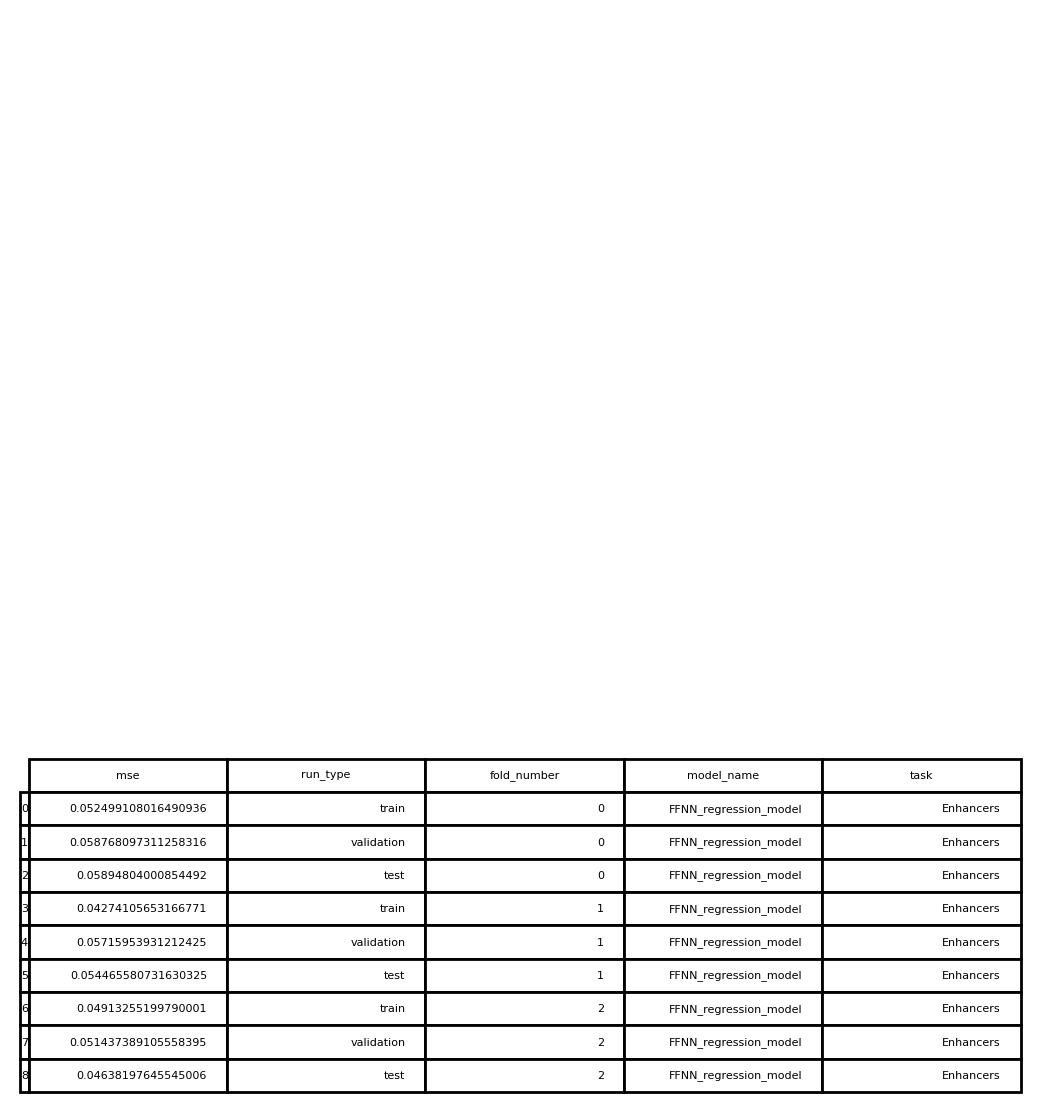 mse run_type fold_number model_name task
0 0.052499108016490936 train 0 FFNN_regression_model Enhancers
1 0.058768097311258316 validation 0 FFNN_regression_model Enhancers
2 0.05894804000854492 test 0 FFNN_regression_model Enhancers
3 0.04274105653166771 train 1 FFNN_regression_model Enhancers
4 0.05715953931212425 validation 1 FFNN_regression_model Enhancers
5 0.054465580731630325 test 1 FFNN_regression_model Enhancers
6 0.04913255199790001 train 2 FFNN_regression_model Enhancers
7 0.051437389105558395 validation 2 FFNN_regression_model Enhancers
8 0.04638197645545006 test 2 FFNN_regression_model Enhancers